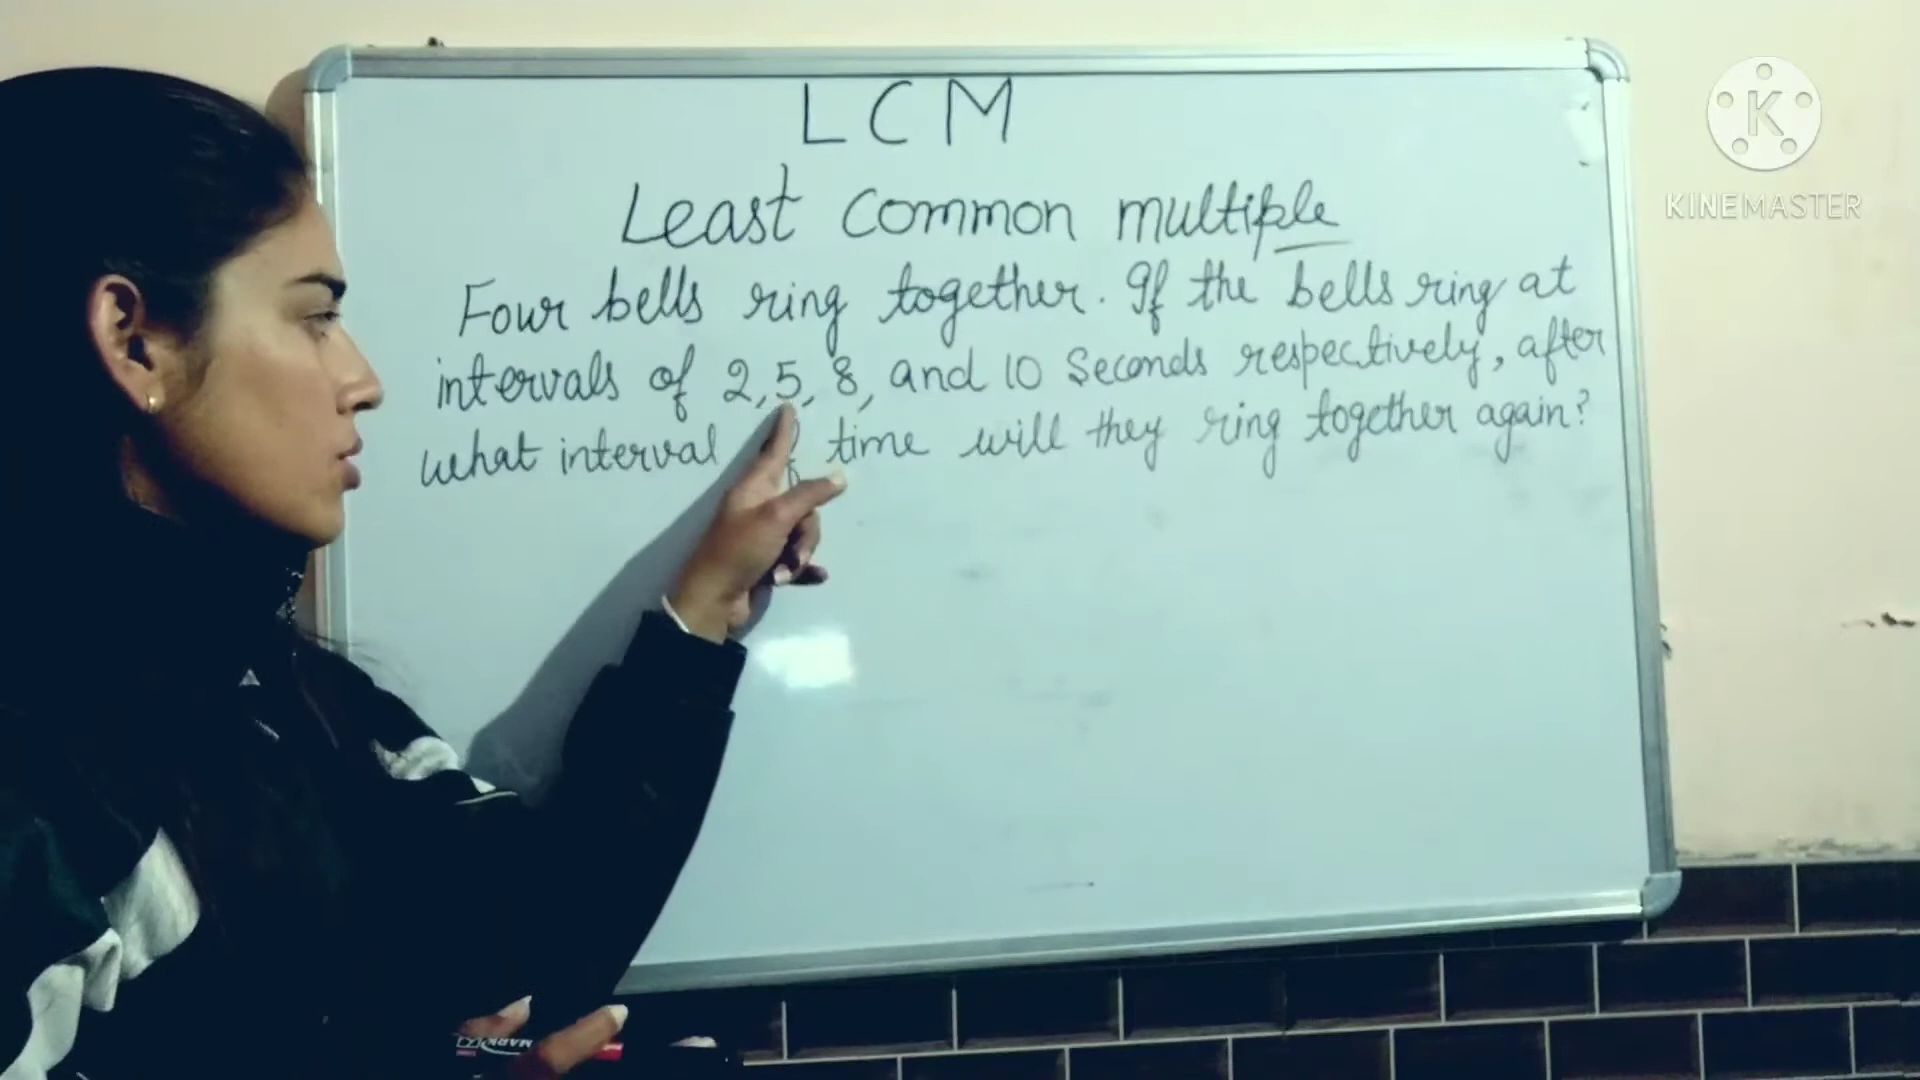 LCM
Least common multiple
Four bells ring together. If the bells ring at
intervals of 2, 5, 8, and 10 Seconds respectively, after
what interval of time will they ring together again?
K
KINEMASTER